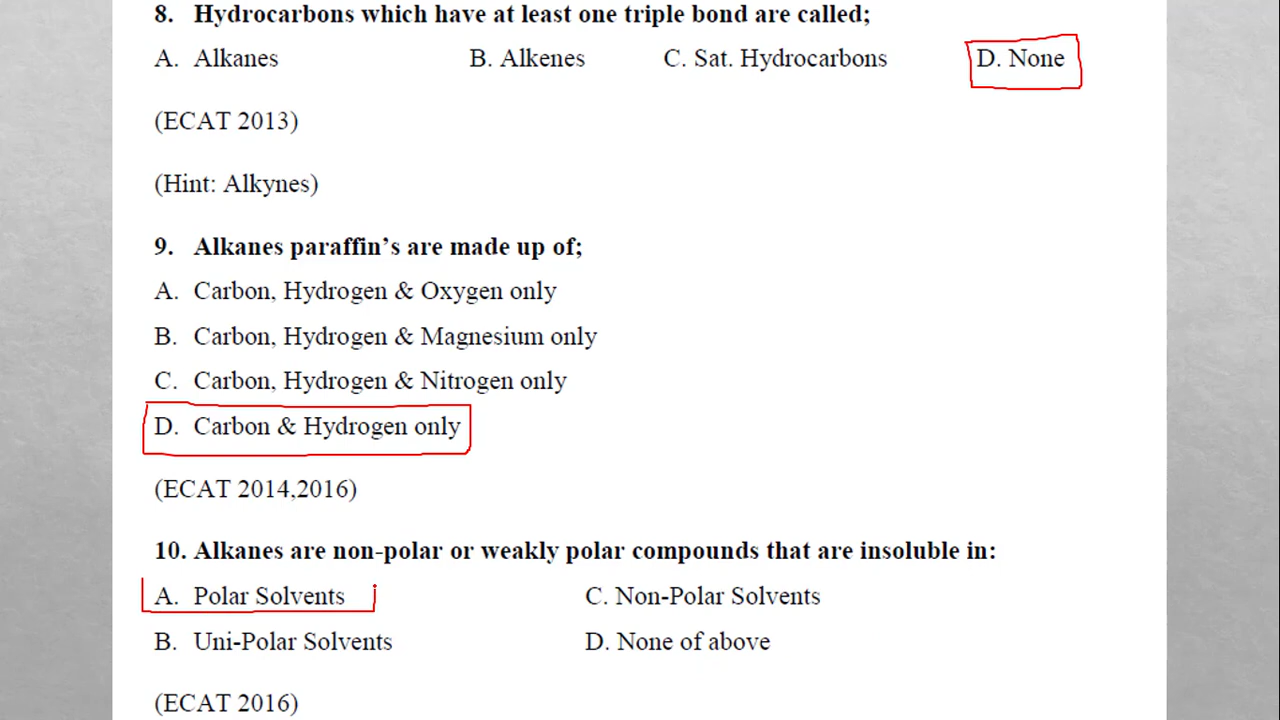 8. Hydrocarbons which have at least one triple bond are called;
A. Alkanes B. Alkenes C. Sat. Hydrocarbons D. None
(ECAT 2013)
(Hint: Alkynes)
9. Alkanes paraffin’s are made up of;
A. Carbon, Hydrogen & Oxygen only
B. Carbon, Hydrogen & Magnesium only
C. Carbon, Hydrogen & Nitrogen only
D. Carbon & Hydrogen only
(ECAT 2014,2016)
10. Alkanes are non-polar or weakly polar compounds that are insoluble in:
A. Polar Solvents C. Non-Polar Solvents
B. Uni-Polar Solvents D. None of above
(ECAT 2016)